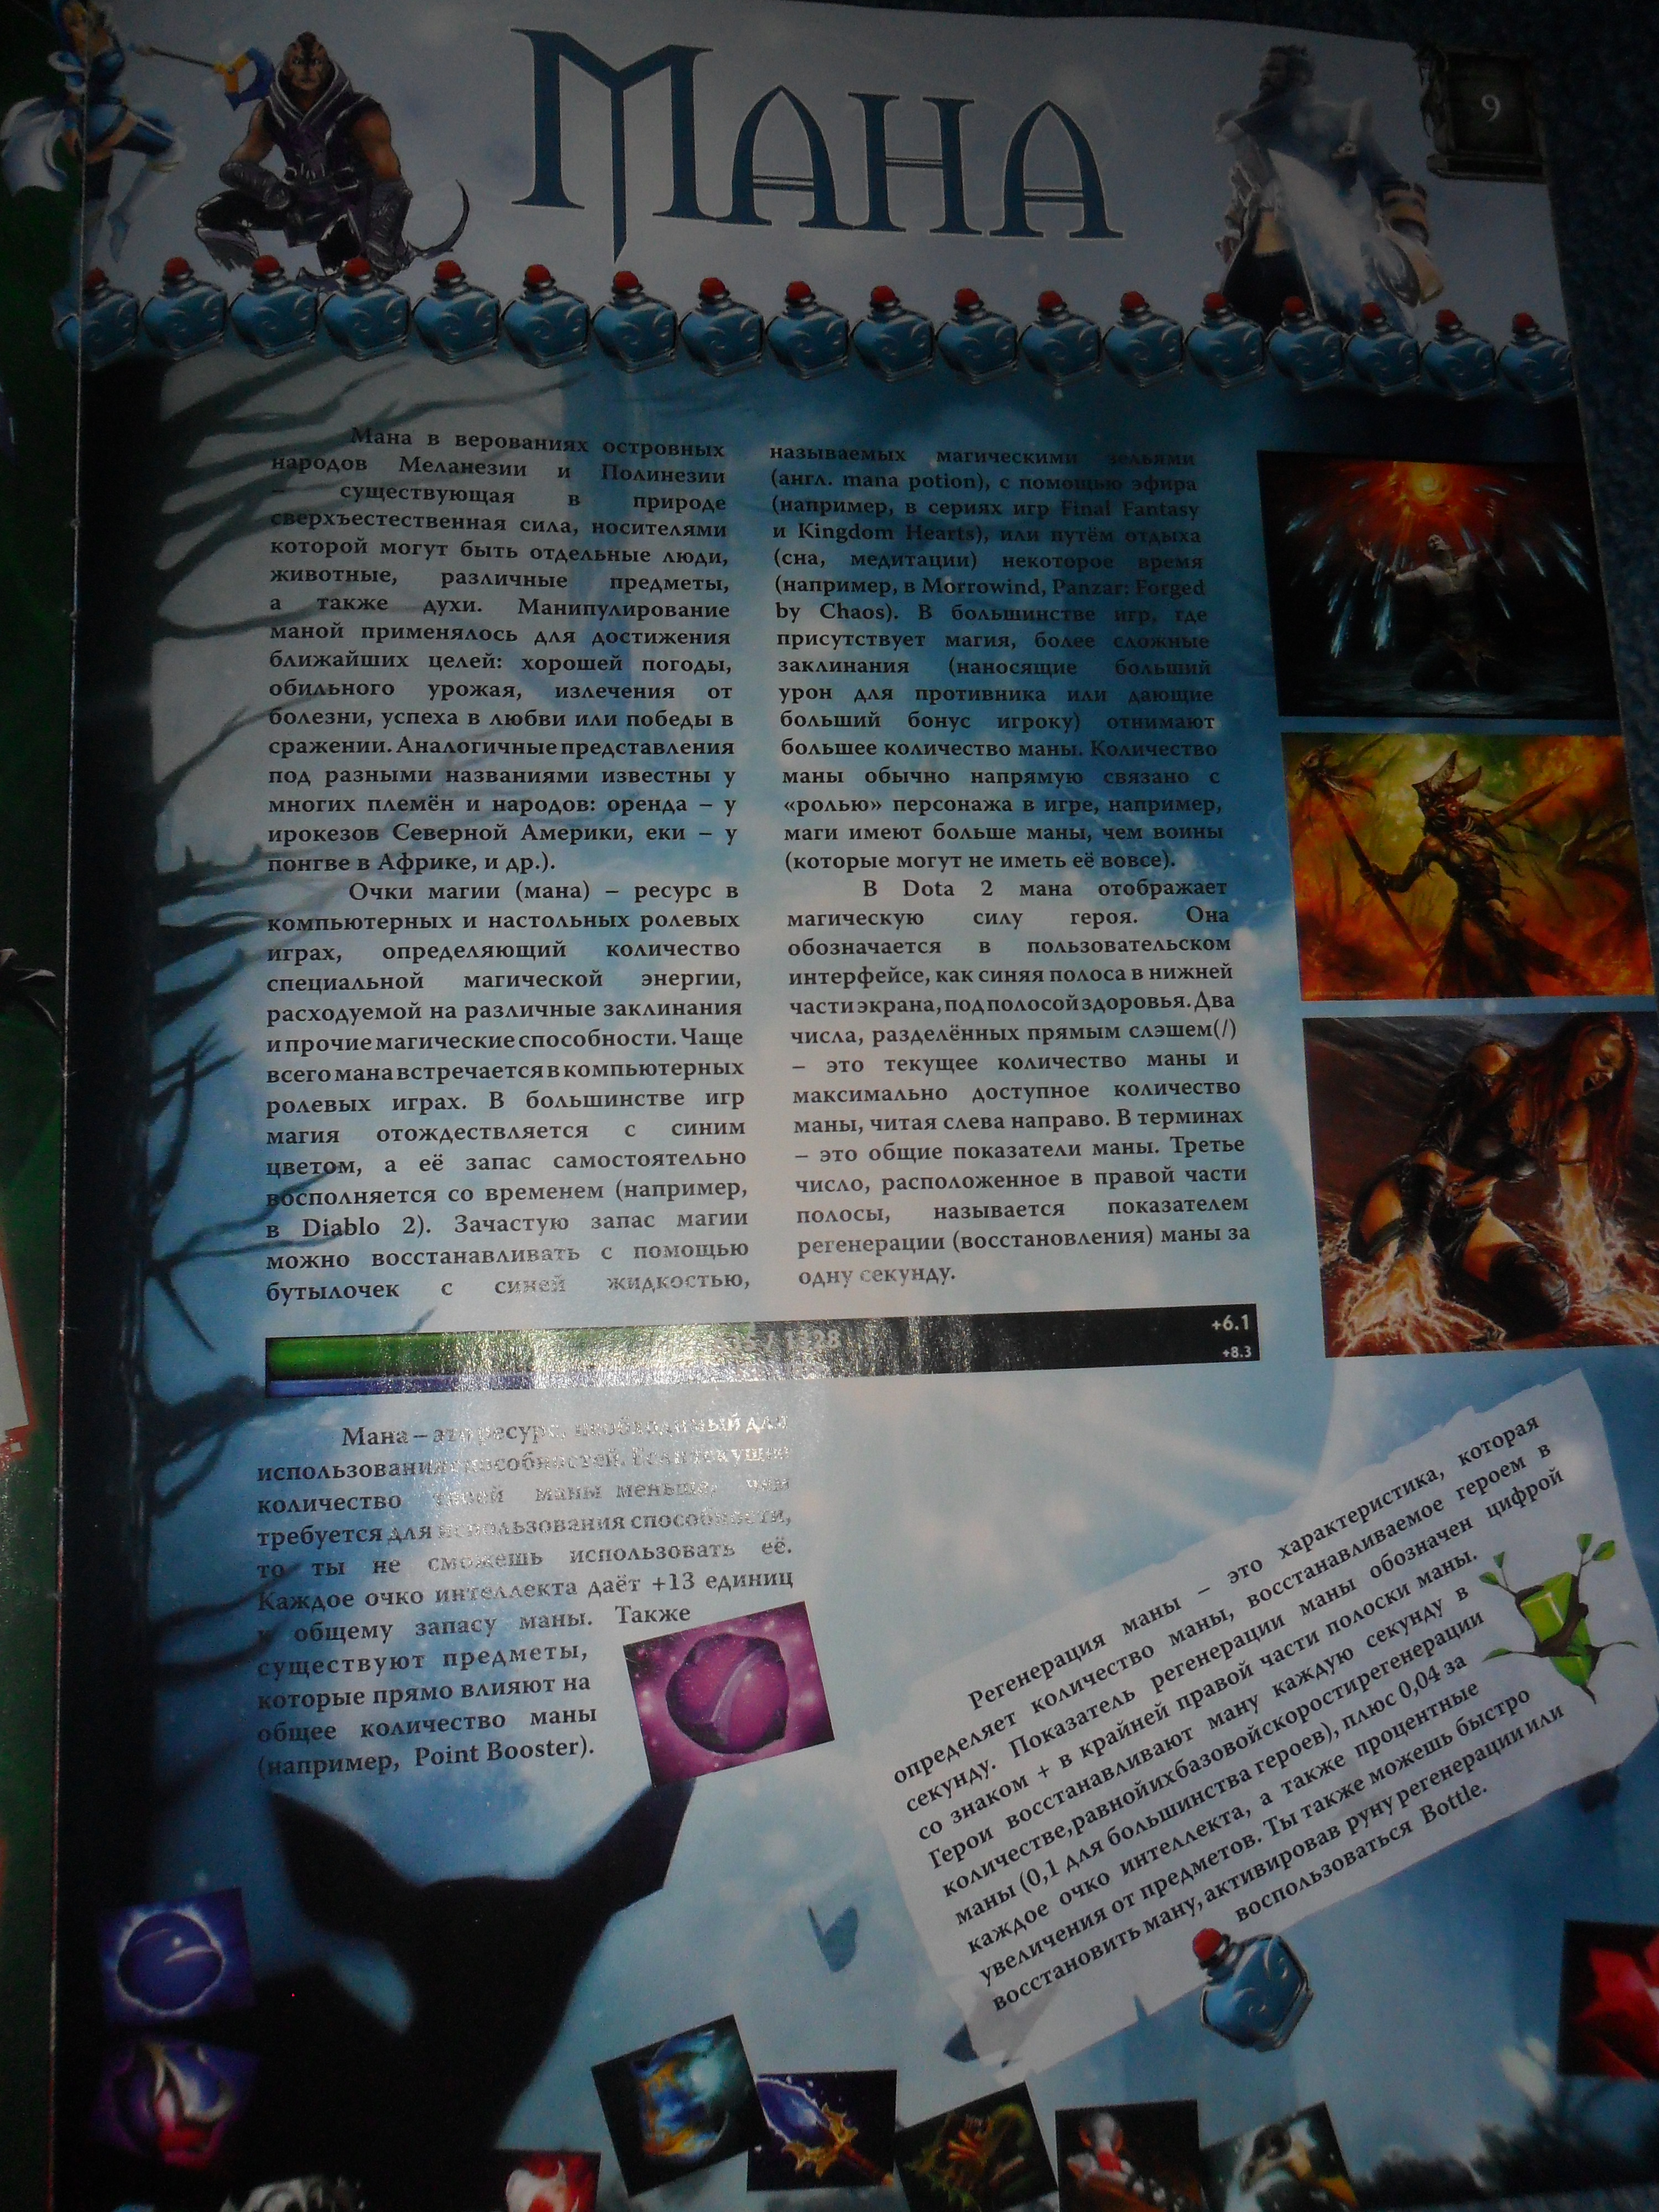 Мана
9
Мана в верованиях островных
народов Меланезии и Полинезии
– существующая в природе
сверхъестественная сила, носителями
которой могут быть отдельные люди,
животные, различные предметы,
а также духи. Манипулирование
маной применялось для достижения
ближайших целей: хорошей погоды,
обильного урожая, излечения от
болезни, успеха в любви или победы в
сражении. Аналогичные представления
под разными названиями известны у
многих племён и народов: оренда – у
ирокезов Северной Америки, еки – у
понгве в Африке, и др.).
Очки магии (мана) – ресурс в
компьютерных и настольных ролевых
играх, определяющий количество
специальной магической энергии,
расходуемой на различные заклинания
и прочие магические способности. Чаще
всего мана встречается в компьютерных
ролевых играх. В большинстве игр
магия отождествляется с синим
цветом, а её запас самостоятельно
восполняется со временем (например,
в Diablo 2). Зачастую запас магии
можно восстанавливать с помощью
бутылочек с синей жидкостью,
называемых магическими зельями
(англ. mana potion), с помощью эфира
(например, в сериях игр Final Fantasy
и Kingdom Hearts), или путём отдыха
(сна, медитации) некоторое время
(например, в Morrowind, Panzar: Forged
by Chaos). В большинстве игр, где
присутствует магия, более сложные
заклинания (наносящие больший
урон для противника или дающие
больший бонус игроку) отнимают
большее количество маны. Количество
маны обычно напрямую связано с
«ролью» персонажа в игре, например,
маги имеют больше маны, чем воины
(которые могут не иметь её вовсе).
В Dota 2 мана отображает
магическую силу героя. Она
обозначается в пользовательском
интерфейсе, как синяя полоса в нижней
части экрана, под полосой здоровья. Два
числа, разделённых прямым слэшем(/)
– это текущее количество маны и
максимально доступное количество
маны, читая слева направо. В терминах
– это общие показатели маны. Третье
число, расположенное в правой части
полосы, называется показателем
регенерации (восстановления) маны за
одну секунду.
+6.1
+8.3
Мана – это ресурс, необходимый для
использования способностей. Если текущее
количество твоей маны меньше, чем
требуется для использования способности,
то ты не сможешь использовать её.
Каждое очко интеллекта даёт +13 единиц
к общему запасу маны. Также
существуют предметы,
которые прямо влияют на
общее количество маны
(например, Point Booster).
Регенерация маны – это характеристика, которая
определяет количество маны, восстанавливаемое героем в
секунду. Показатель регенерации маны обозначен цифрой
со знаком + в крайней правой части полоски маны.
Герои восстанавливают ману каждую секунду в
количестве, равной их базовой скорости регенерации
маны (0,1 для большинства героев), плюс 0,04 за
каждое очко интеллекта, а также процентные
увеличения от предметов. Ты также можешь быстро
восстановить ману, активировав руну регенерации или
воспользоваться Bottle.